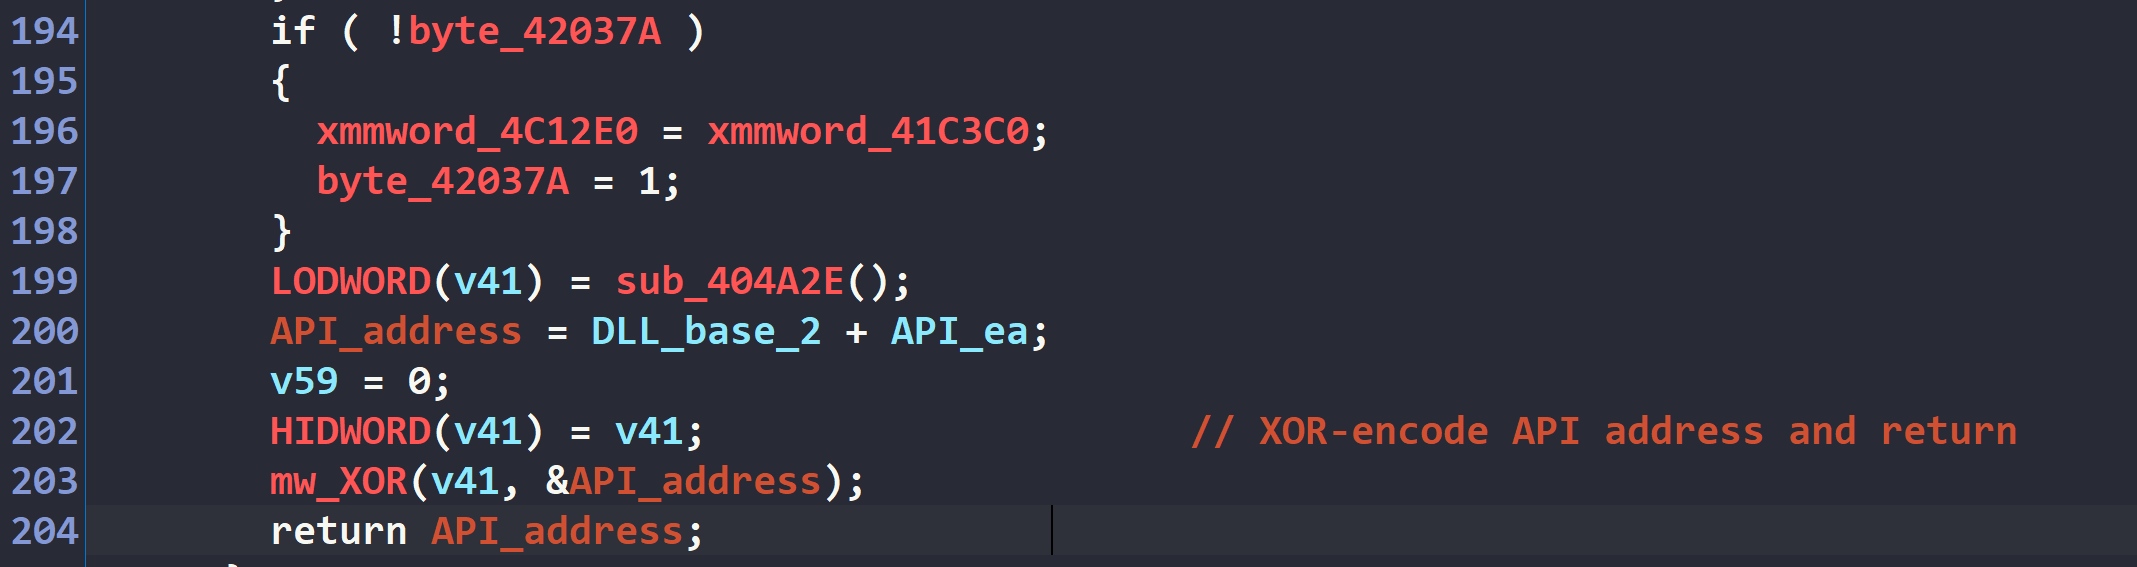 194 if ( !byte_42037A )
195 {
196 xmmword_4C12E0 = xmmword_41C3C0;
197 byte_42037A = 1;
198 }
199 LODWORD(v41) = sub_404A2E();
200 API_address = DLL_base_2 + API_ea;
201 v59 = 0;
202 HIDWORD(v41) = v41; // XOR-encode API address and return
203 mw_XOR(v41, &API_address);
204 return API_address;